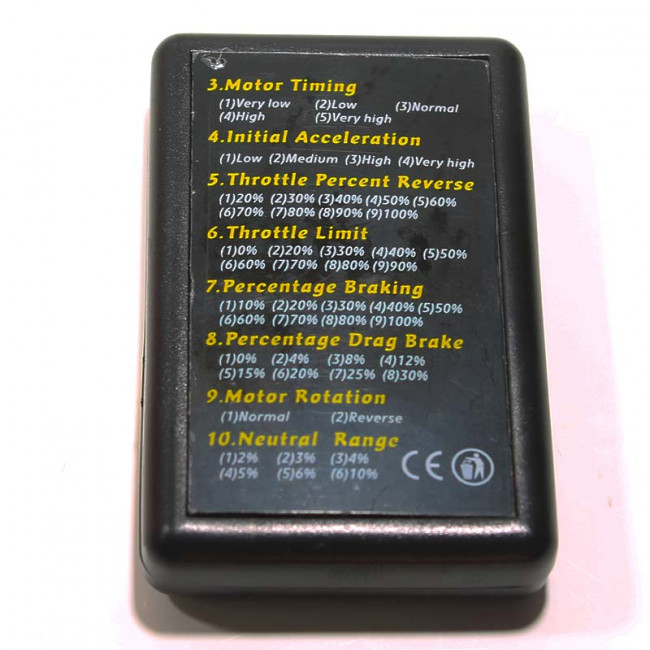 3.Motor Timing
(1)Very low (2)Low (3)Normal
(4)High (5)Very high
4.Initial Acceleration
(1)Low (2)Medium (3)High (4)Very high
5.Throttle Percent Reverse
(1)20% (2)30% (3)40% (4)50% (5)60%
(6)70% (7)80% (8)90% (9)100%
6.Throttle Limit
(1)0% (2)20% (3)30% (4)40% (5)50%
(6)60% (7)70% (8)80% (9)90%
7.Percentage Braking
(1)10% (2)20% (3)30% (4)40% (5)50%
(6)60% (7)70% (8)80% (9)100%
8.Percentage Drag Brake
(1)0% (2)4% (3)8% (4)12%
(5)15% (6)20% (7)25% (8)30%
9.Motor Rotation
(1)Normal (2)Reverse
10.Neutral Range
(1)2% (2)3% (3)4%
(4)5% (5)6% (6)10%
CE